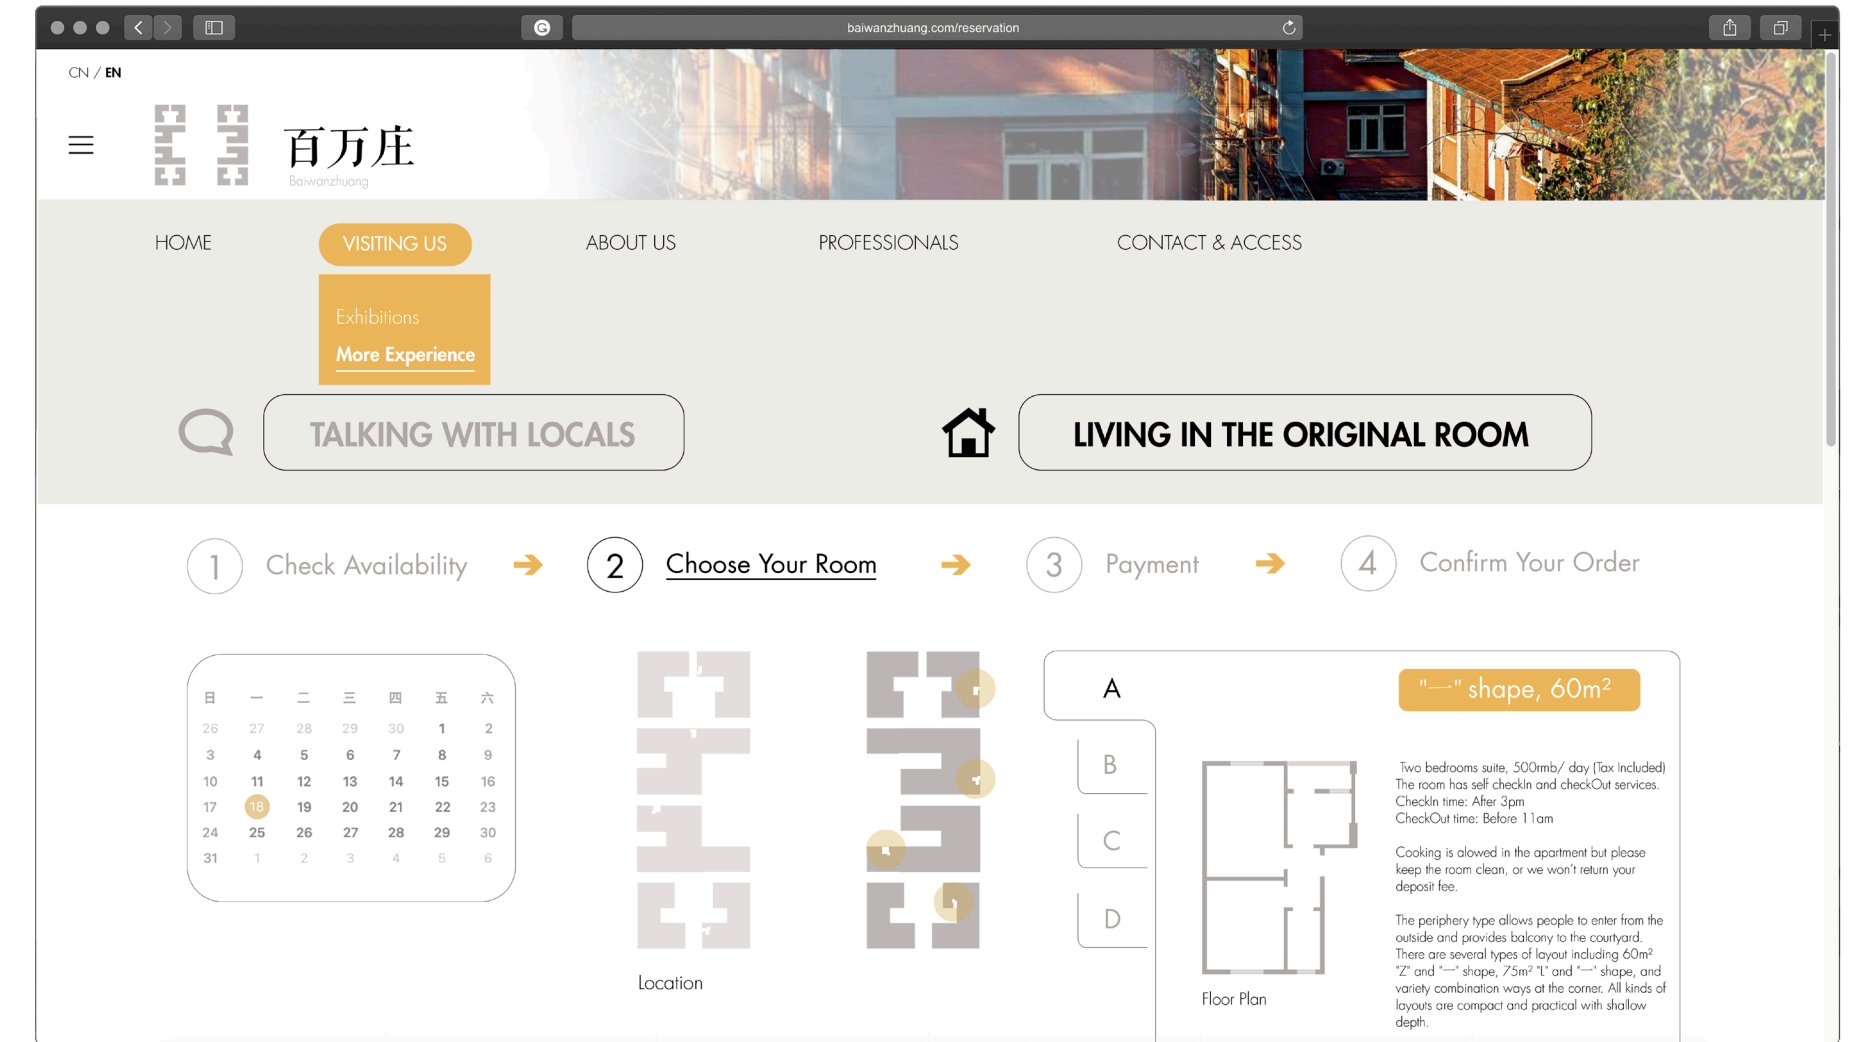 baiwanzhuang.com/reservation
CN / EN
百万庄
Baiwanzhuang
HOME
VISITING US
ABOUT US
PROFESSIONALS
CONTACT & ACCESS
Exhibitions
More Experience
TALKING WITH LOCALS
LIVING IN THE ORIGINAL ROOM
1 Check Availability
2 Choose Your Room
3 Payment
4 Confirm Your Order
日 一 二 三 四 五 六
26 27 28 29 30 1 2
3 4 5 6 7 8 9
10 11 12 13 14 15 16
17 18 19 20 21 22 23
24 25 26 27 28 29 30
31 1 2 3 4 5 6
Location
A
B
C
D
"一" shape, 60m²
Floor Plan
Two bedrooms suite, 500rmb/ day (Tax Included)
The room has self checkIn and checkOut services.
CheckIn time: After 3pm
CheckOut time: Before 11am
Cooking is alowed in the apartment but please
keep the room clean, or we won't return your
deposit fee.
The periphery type allows people to enter from the
outside and provides balcony to the courtyard.
There are several types of layout including 60m²
"Z" and "一" shape, 75m² "L" and "一" shape, and
variety combination ways at the corner. All kinds of
layouts are compact and practical with shallow
depth.